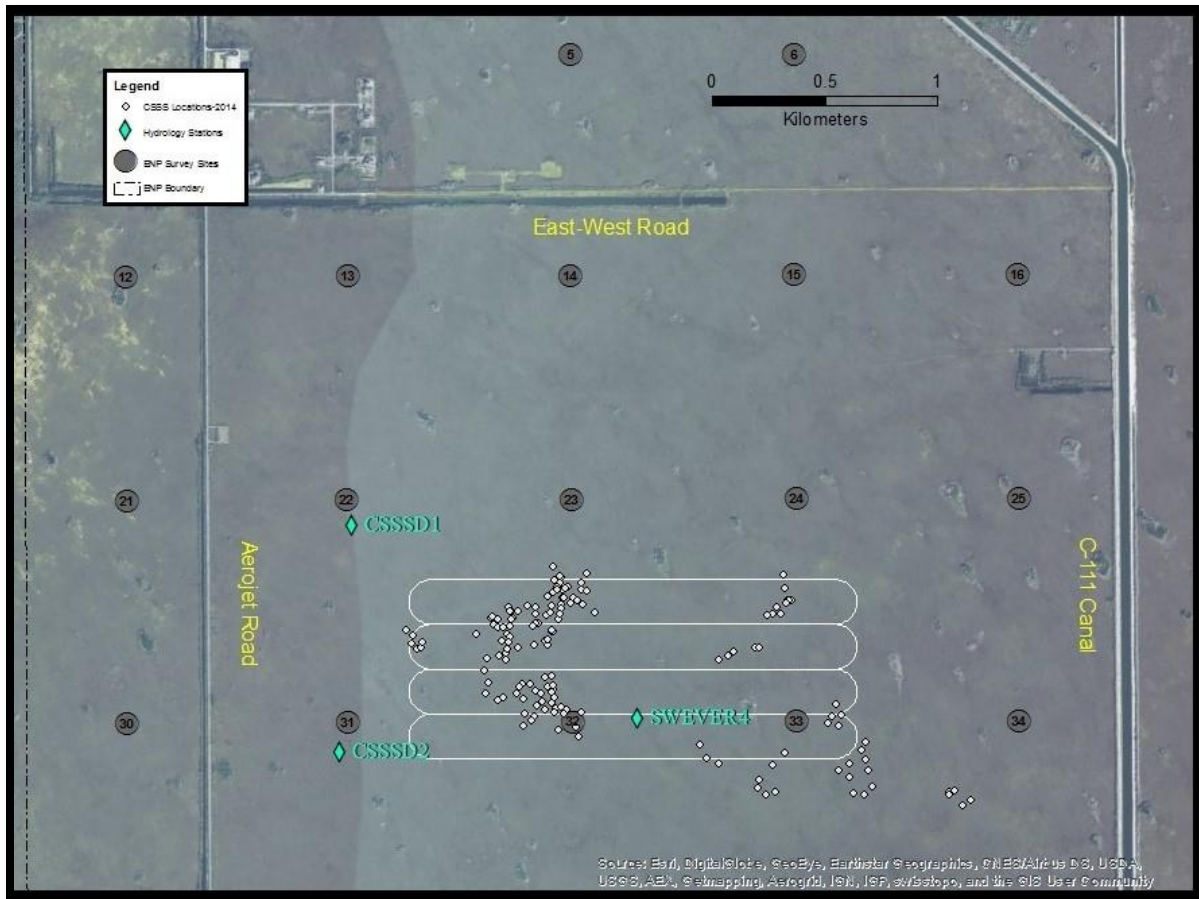 5
6
0 0.5 1
Kilometers
Legend
CSSS Locations-2014
Hydrology Stations
ENP Survey Sites
ENP Boundary
East-West Road
12
13
14
15
16
21
22
23
24
25
CSSSD1
Aerojet Road
C-111 Canal
30
31
32
33
34
SWEVER4
CSSSD2
Source: Esri, DigitalGlobe, GeoEye, Earthstar Geographics, CNES/Airbus DS, USDA,
USGS, AEX, Getmapping, Aerogrid, IGN, IGP, swisstopo, and the GIS User Community